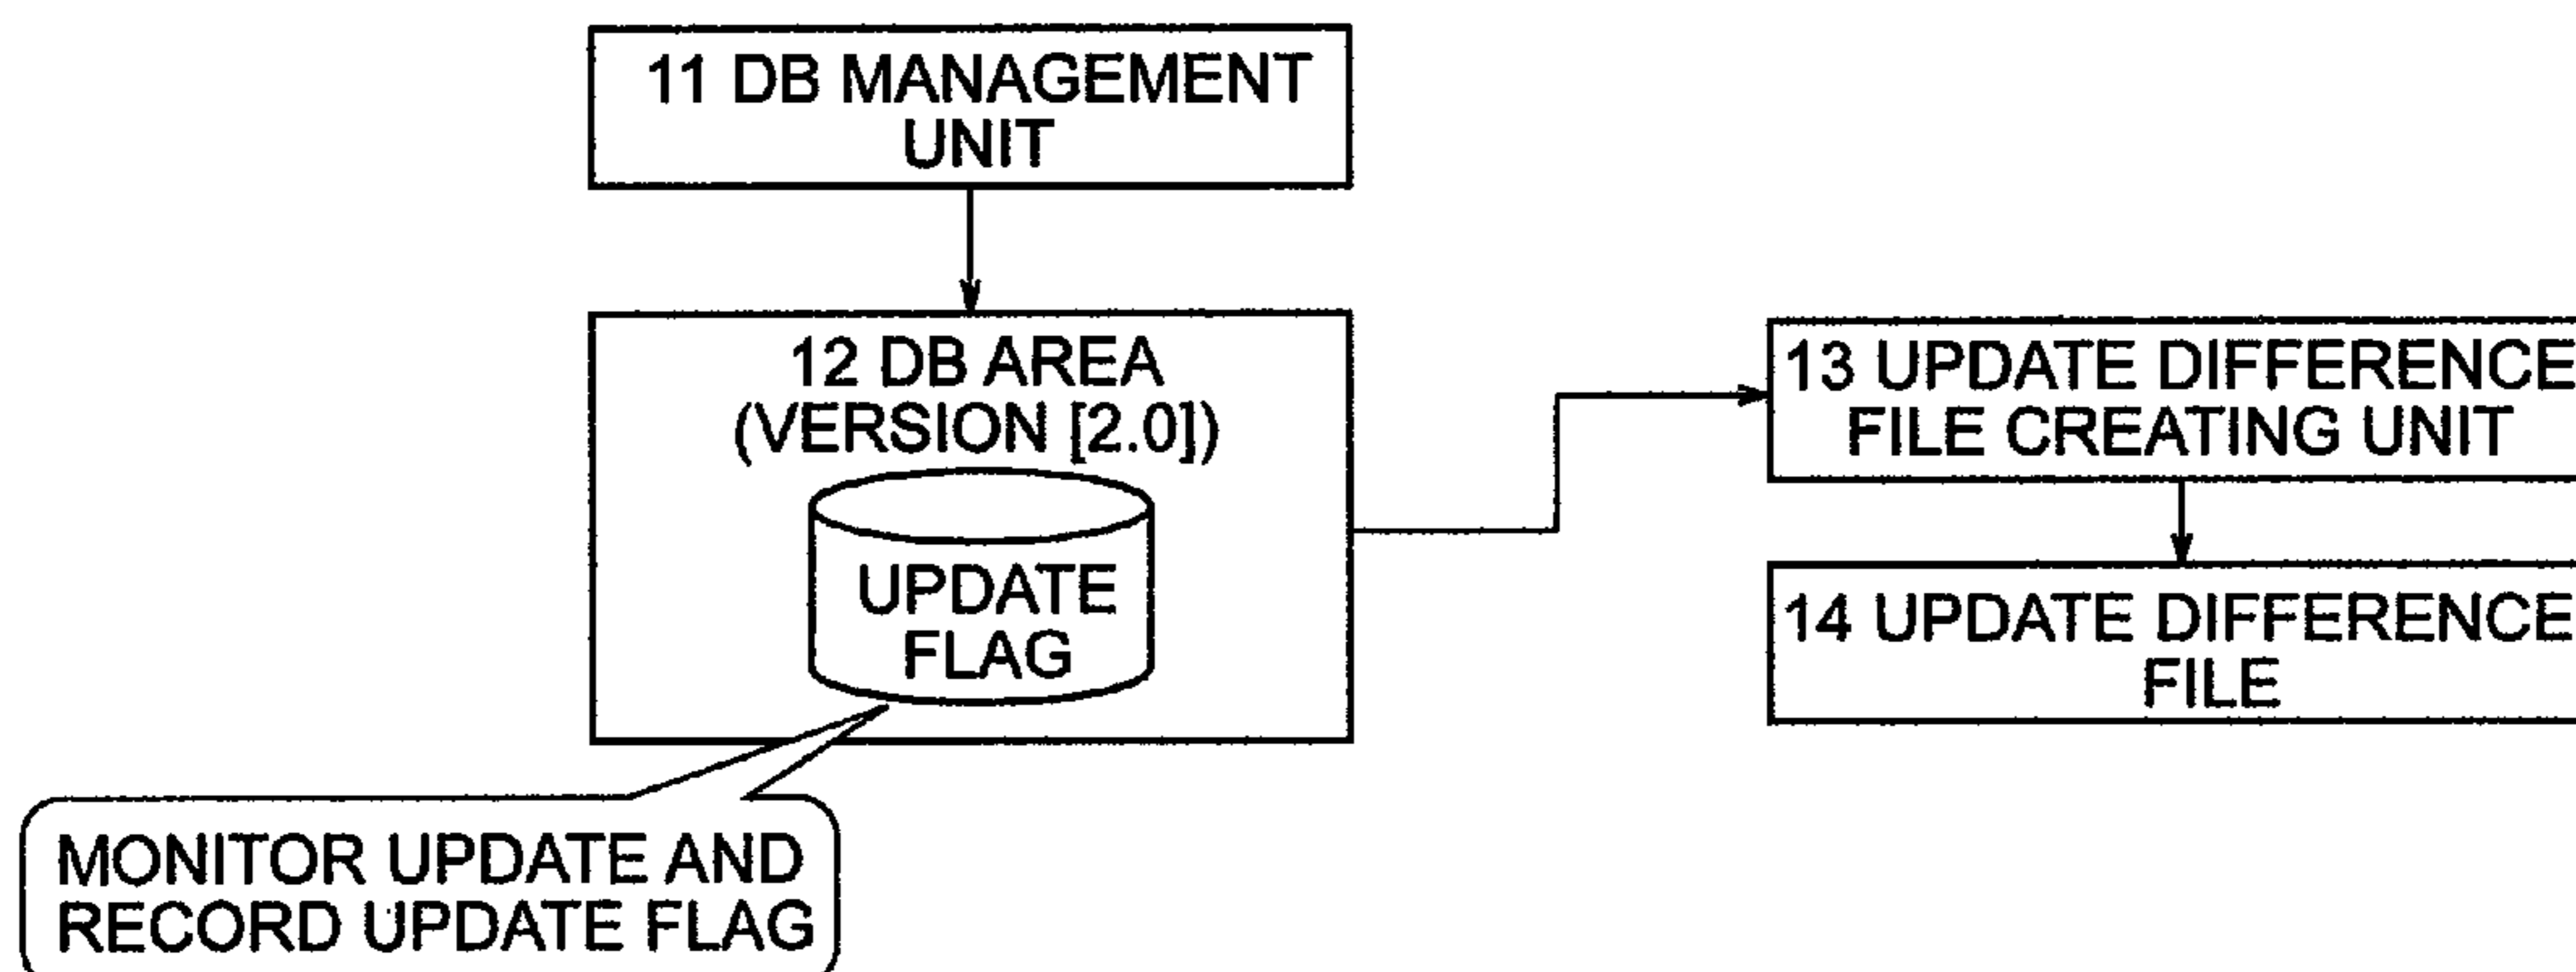 11 DB MANAGEMENT
UNIT
12 DB AREA
(VERSION [2.0])
UPDATE
FLAG
13 UPDATE DIFFERENCE
FILE CREATING UNIT
14 UPDATE DIFFERENCE
FILE
MONITOR UPDATE AND
RECORD UPDATE FLAG